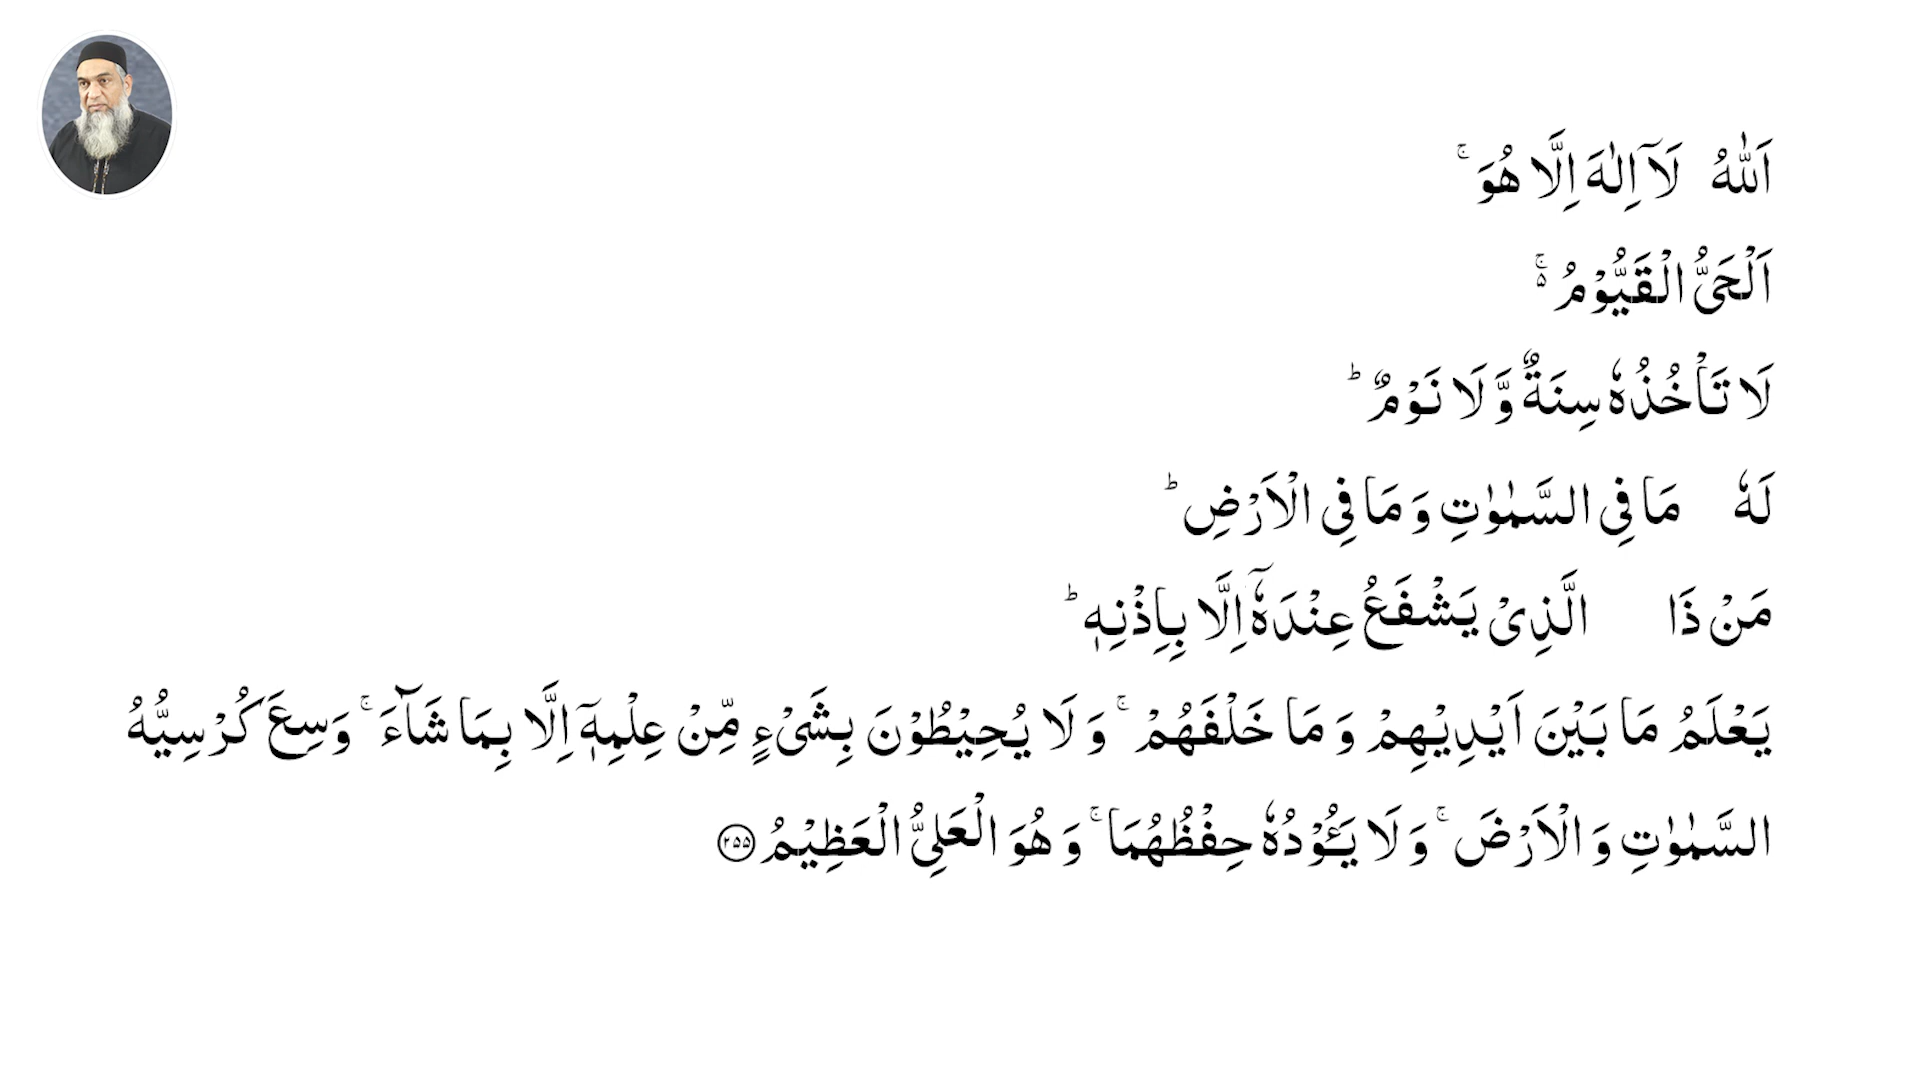 اَللّٰهُ لَاۤ اِلٰهَ اِلَّا هُوَ ۚ
اَلْحَیُّ الْقَیُّوْمُ ۬ۚ
لَا تَاْخُذُهٗ سِنَةٌ وَّ لَا نَوْمٌ ؕ
لَهٗ مَا فِی السَّمٰوٰتِ وَ مَا فِی الْاَرْضِ ؕ
مَنْ ذَا الَّذِیْ یَشْفَعُ عِنْدَهٗۤ اِلَّا بِاِذْنِهٖ ؕ
یَعْلَمُ مَا بَیْنَ اَیْدِیْهِمْ وَ مَا خَلْفَهُمْ ۚ وَ لَا یُحِیْطُوْنَ بِشَیْءٍ مِّنْ عِلْمِهٖۤ اِلَّا بِمَا شَآءَ ۚ وَسِعَ كُرْسِیُّهُ
السَّمٰوٰتِ وَ الْاَرْضَ ۚ وَ لَا یَـُٔوْدُهٗ حِفْظُهُمَا ۚ وَ هُوَ الْعَلِیُّ الْعَظِیْمُ ﴿۲۵۵﴾